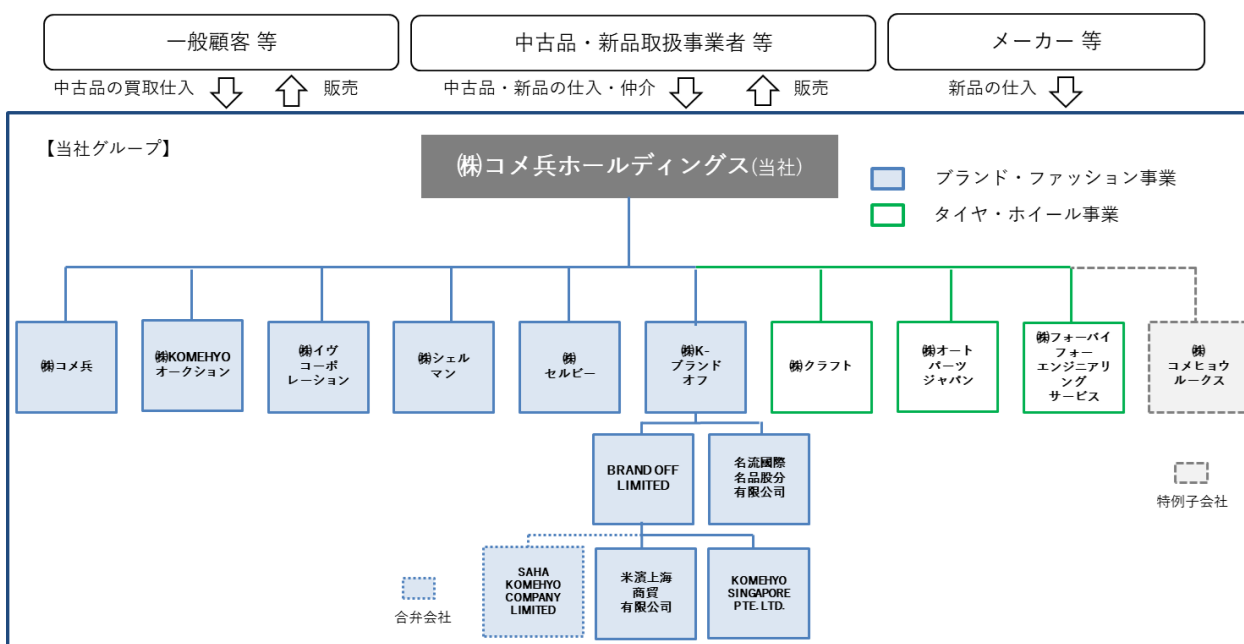 一般顧客 等
中古品・新品取扱事業者 等
メーカー 等
中古品の買取仕入
販売
中古品・新品の仕入・仲介
販売
新品の仕入
【当社グループ】
㈱コメ兵ホールディングス(当社)
ブランド・ファッション事業
タイヤ・ホイール事業
㈱コメ兵
㈱KOMEHYO
オークション
㈱イヴ
コーポ
レーション
㈱シェル
マン
㈱
セルビー
㈱K-
ブランド
オフ
㈱クラフト
㈱オート
パーツ
ジャパン
㈱フォーバイ
フォー
エンジニアリ
ング
サービス
㈱
コメヒョウ
ルークス
BRAND OFF
LIMITED
名流國際
名品股分
有限公司
特例子会社
SAHA
KOMEHYO
COMPANY
LIMITED
米濱上海
商貿
有限公司
KOMEHYO
SINGAPORE
PTE. LTD.
合弁会社